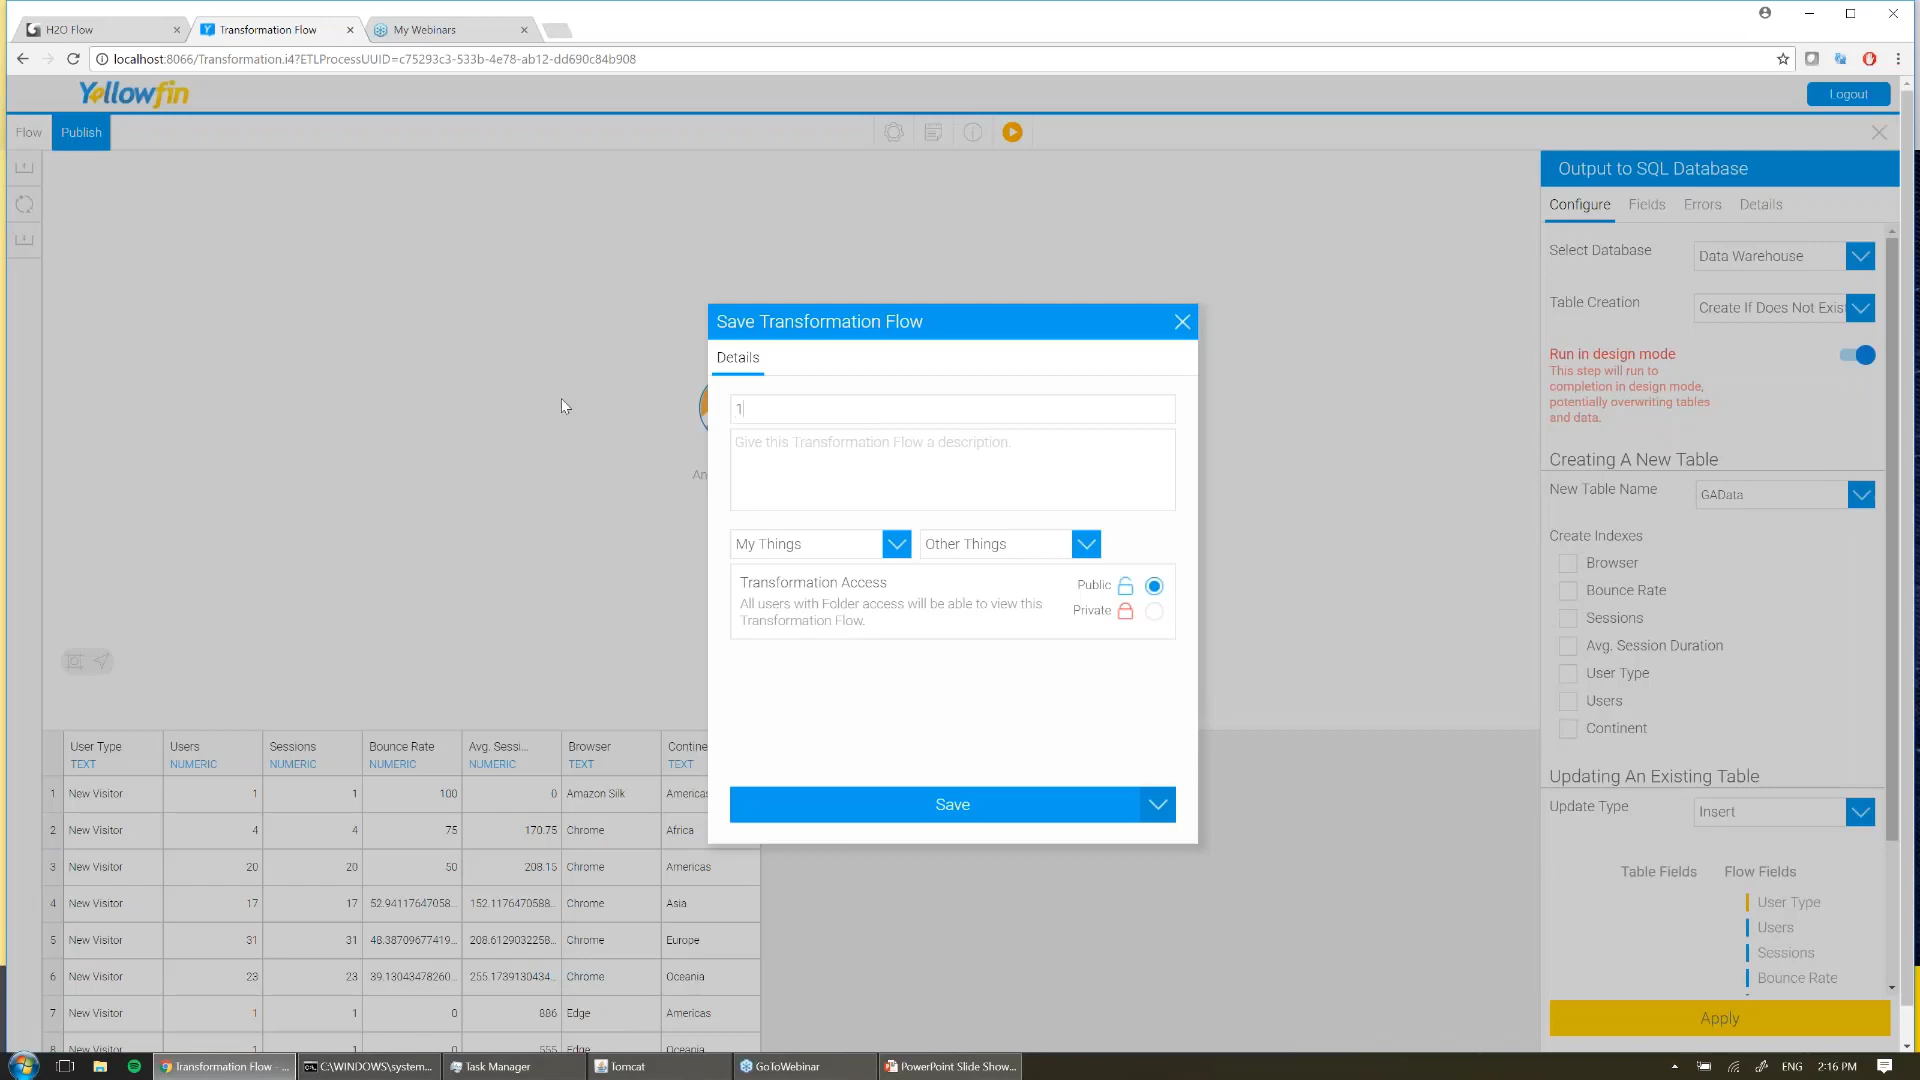 H2O Flow
Transformation Flow
My Webinars
localhost:8066/Transformation.i4?ETLProcessUUID=c75293c3-533b-4e78-ab12-dd690c84b908
Yellowfin
Logout
Flow
Publish
Output to SQL Database
Configure
Fields
Errors
Details
Select Database
Data Warehouse
Table Creation
Create If Does Not Exis
Run in design mode
This step will run to
completion in design mode,
potentially overwriting tables
and data.
Creating A New Table
New Table Name
GAData
Create Indexes
Browser
Bounce Rate
Sessions
Avg. Session Duration
User Type
Users
Continent
Updating An Existing Table
Update Type
Insert
Table Fields
Flow Fields
User Type
Users
Sessions
Bounce Rate
Apply
Save Transformation Flow
Details
1
Give this Transformation Flow a description.
My Things
Other Things
Transformation Access
All users with Folder access will be able to view this
Transformation Flow.
Public
Private
Save
An
User Type Users Sessions Bounce Rate Avg. Sessi... Browser Contine
TEXT NUMERIC NUMERIC NUMERIC NUMERIC TEXT TEXT
1 New Visitor 1 1 100 0 Amazon Silk Americas
2 New Visitor 4 4 75 170.75 Chrome Africa
3 New Visitor 20 20 50 208.15 Chrome Americas
4 New Visitor 17 17 52.94117647058... 152.1176470588... Chrome Asia
5 New Visitor 31 31 48.38709677419... 208.6129032258... Chrome Europe
6 New Visitor 23 23 39.13043478260... 255.1739130434... Chrome Oceania
7 New Visitor 1 1 0 886 Edge Americas
8 New Visitor 1 1 0 555 Edge Oceania
Transformation Flow - ...
C:\WINDOWS\system...
Task Manager
Tomcat
GoToWebinar
PowerPoint Slide Show...
ENG
2:16 PM